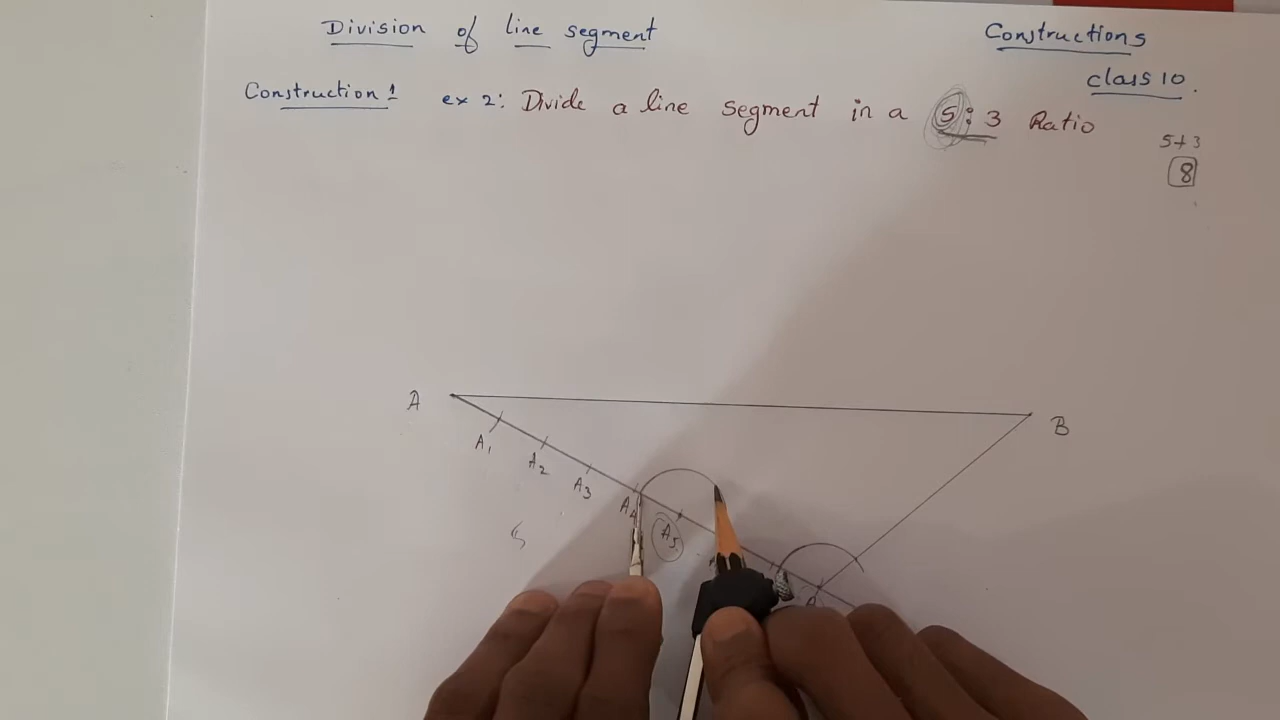 Division of line segment
Constructions
class 10.
Construction 1 ex 2: Divide a line segment in a 5:3 Ratio
5+3
8
A
B
A1
A2
A3
A4
A5